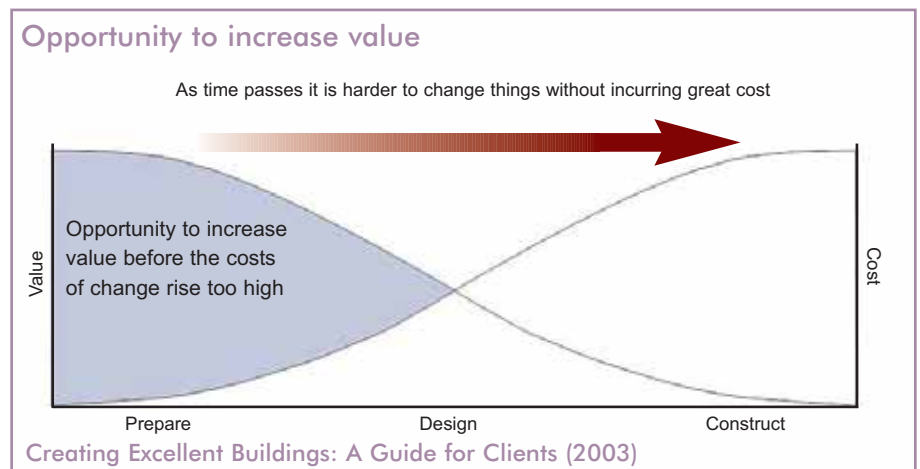 Opportunity to increase value
As time passes it is harder to change things without incurring great cost
Opportunity to increase
value before the costs
of change rise too high
Value
Cost
Prepare
Design
Construct
Creating Excellent Buildings: A Guide for Clients (2003)